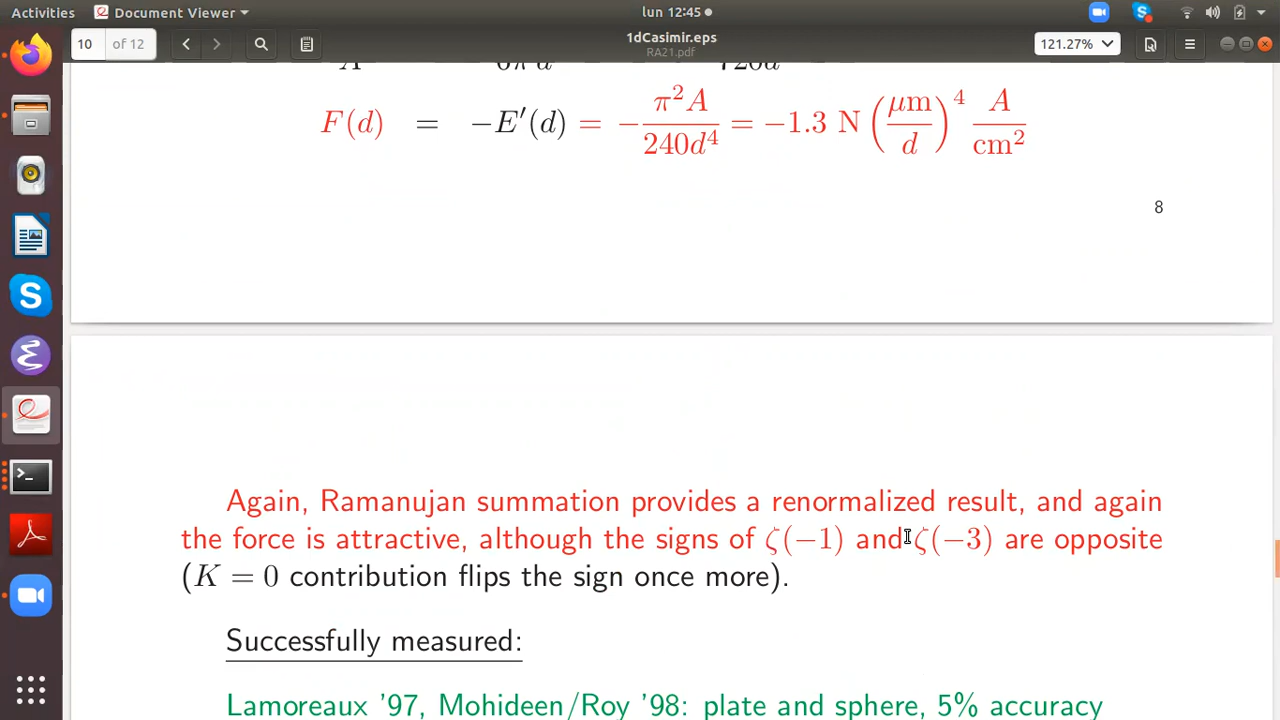 Activities Document Viewer lun 12:45
10 of 12 1dCasimir.eps 121.27%
RA21.pdf
F(d) = −E′(d) = −π²A/240d⁴ = −1.3 N (μm/d)⁴ A/cm²
8
Again, Ramanujan summation provides a renormalized result, and again
the force is attractive, although the signs of ζ(−1) and ζ(−3) are opposite
(K = 0 contribution flips the sign once more).
Successfully measured:
Lamoreaux '97, Mohideen/Roy '98: plate and sphere, 5% accuracy